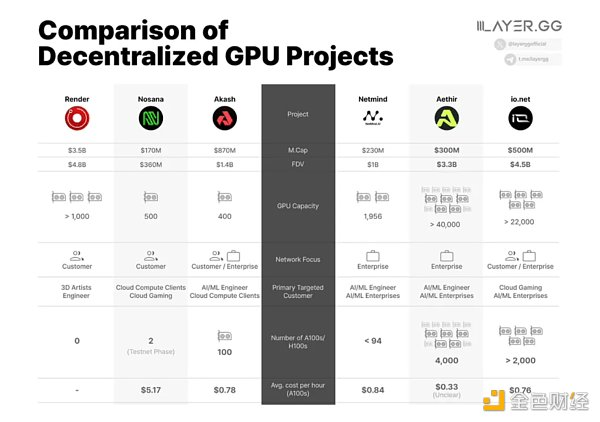 Comparison of
Decentralized GPU Projects
LAYER.GG
@layerggofficial
t.me/layergg
Render Nosana Akash Project Netmind Aethir io.net
$3.5B $170M $870M M.Cap $230M $300M $500M
$4.8B $360M $1.4B FDV $1B $3.3B $4.5B
GPU Capacity
> 1,000 500 400 1,956 > 40,000 > 22,000
Network Focus
Customer Customer Customer / Enterprise Enterprise Enterprise Customer / Enterprise
3D Artists Cloud Compute Clients AI/ML Engineer Primary Targeted AI/ML Engineer AI/ML Engineer Cloud Gaming
Engineer Cloud Gaming Cloud Compute Clients Customer AI/ML Enterprises AI/ML Enterprises AI/ML Enterprises
Number of A100s/
H100s
0 2 100 < 94 4,000 > 2,000
(Testnet Phase)
- $5.17 $0.78 Avg. cost per hour $0.84 $0.33 $0.76
(A100s) (Unclear)
金色财经